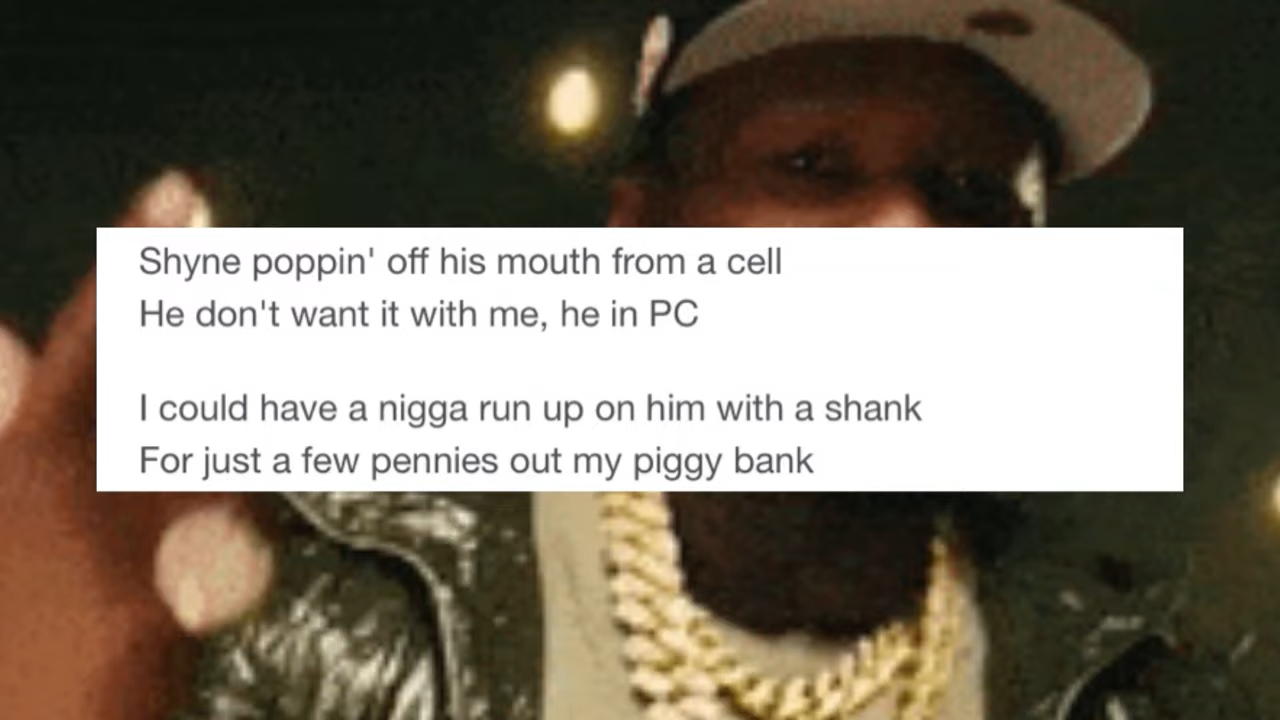 Shyne poppin' off his mouth from a cell
He don't want it with me, he in PC
I could have a nigga run up on him with a shank
For just a few pennies out my piggy bank